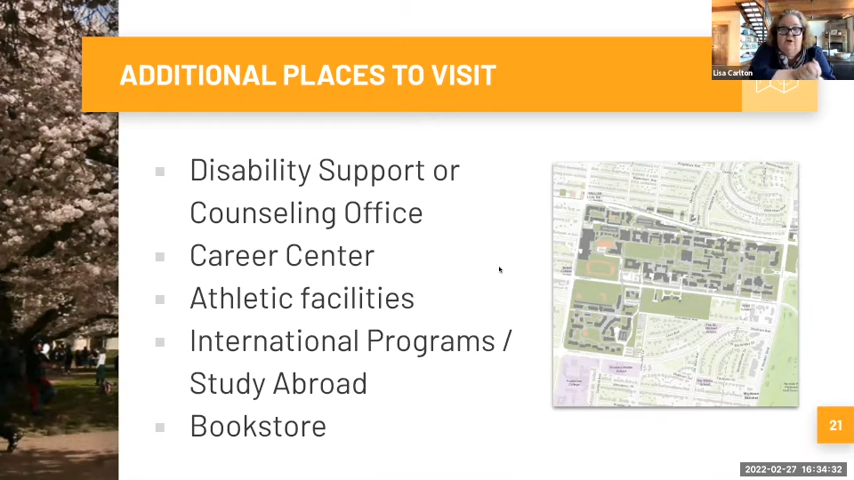 Lisa Carlton
ADDITIONAL PLACES TO VISIT
Disability Support or
Counseling Office
Career Center
Athletic facilities
International Programs /
Study Abroad
Bookstore
21
2022-02-27 16:34:32